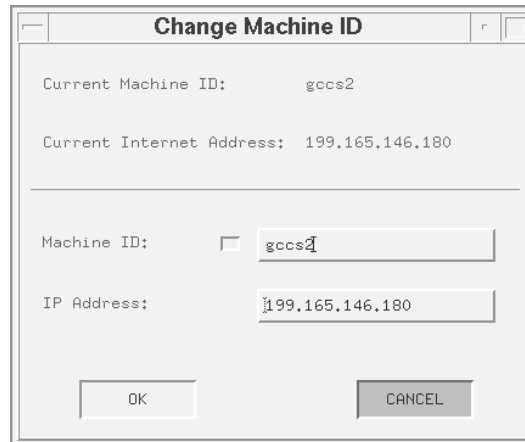 Change Machine ID
Current Machine ID: gccs2
Current Internet Address: 199.165.146.180
Machine ID: gccs2
IP Address: 199.165.146.180
OK CANCEL